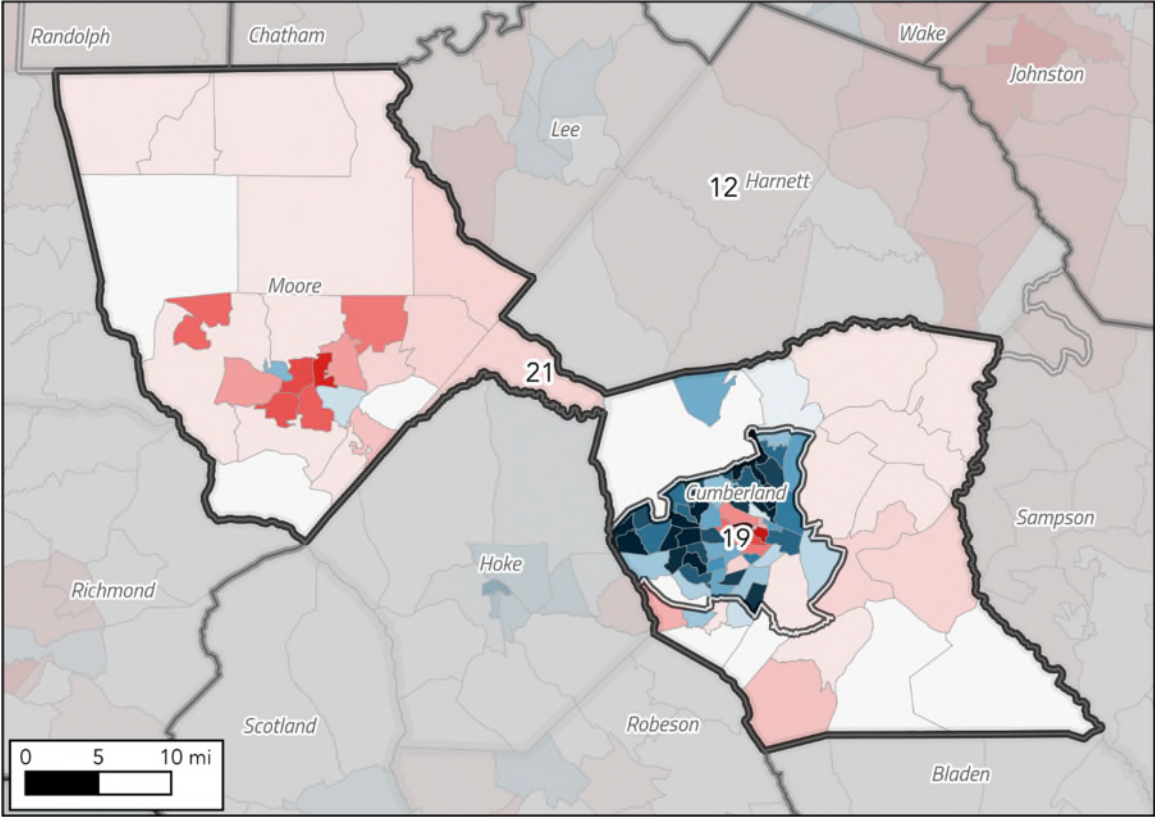 Randolph
Chatham
Wake
Johnston
Lee
12 Harnett
Moore
21
Cumberland
19
Sampson
Hoke
Richmond
Scotland
Robeson
Bladen
0 5 10 mi